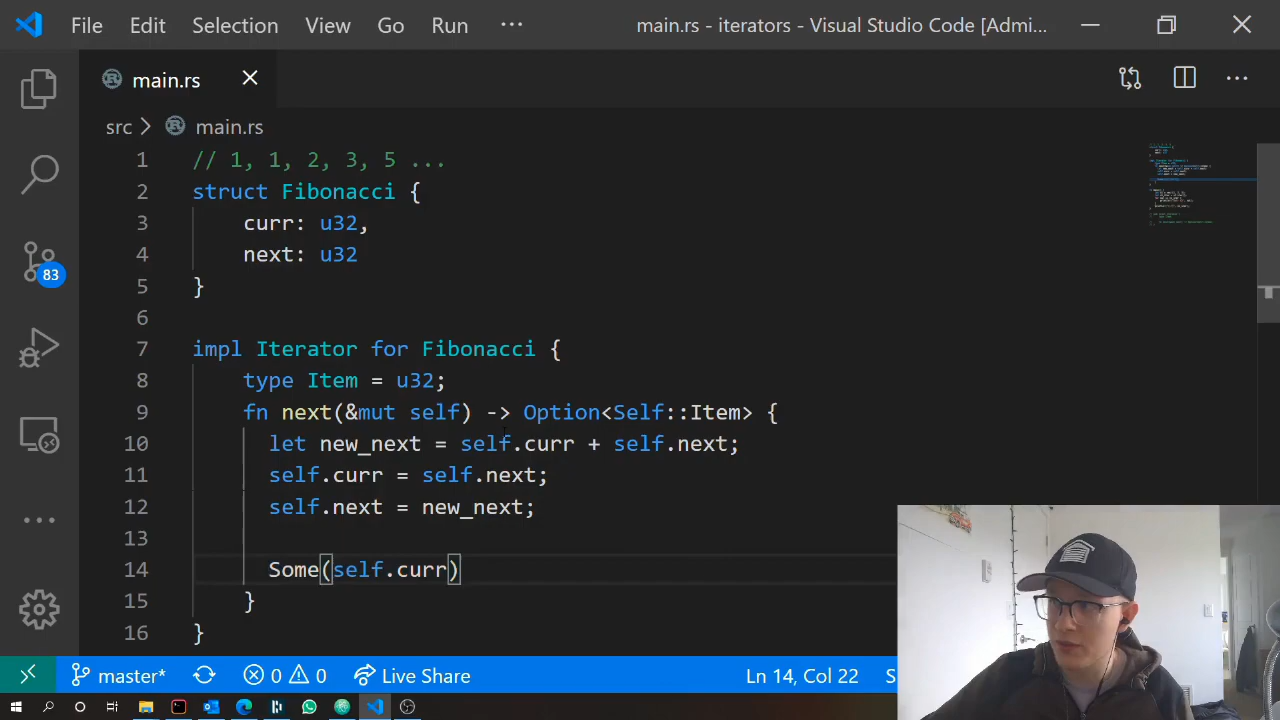 File Edit Selection View Go Run ··· main.rs - iterators - Visual Studio Code [Admi...
main.rs
src > main.rs
1 // 1, 1, 2, 3, 5 ...
2 struct Fibonacci {
3 curr: u32,
4 next: u32
5 }
6
7 impl Iterator for Fibonacci {
8 type Item = u32;
9 fn next(&mut self) -> Option<Self::Item> {
10 let new_next = self.curr + self.next;
11 self.curr = self.next;
12 self.next = new_next;
13
14 Some(self.curr)
15 }
16 }
83
master* 0 0 Live Share Ln 14, Col 22 S